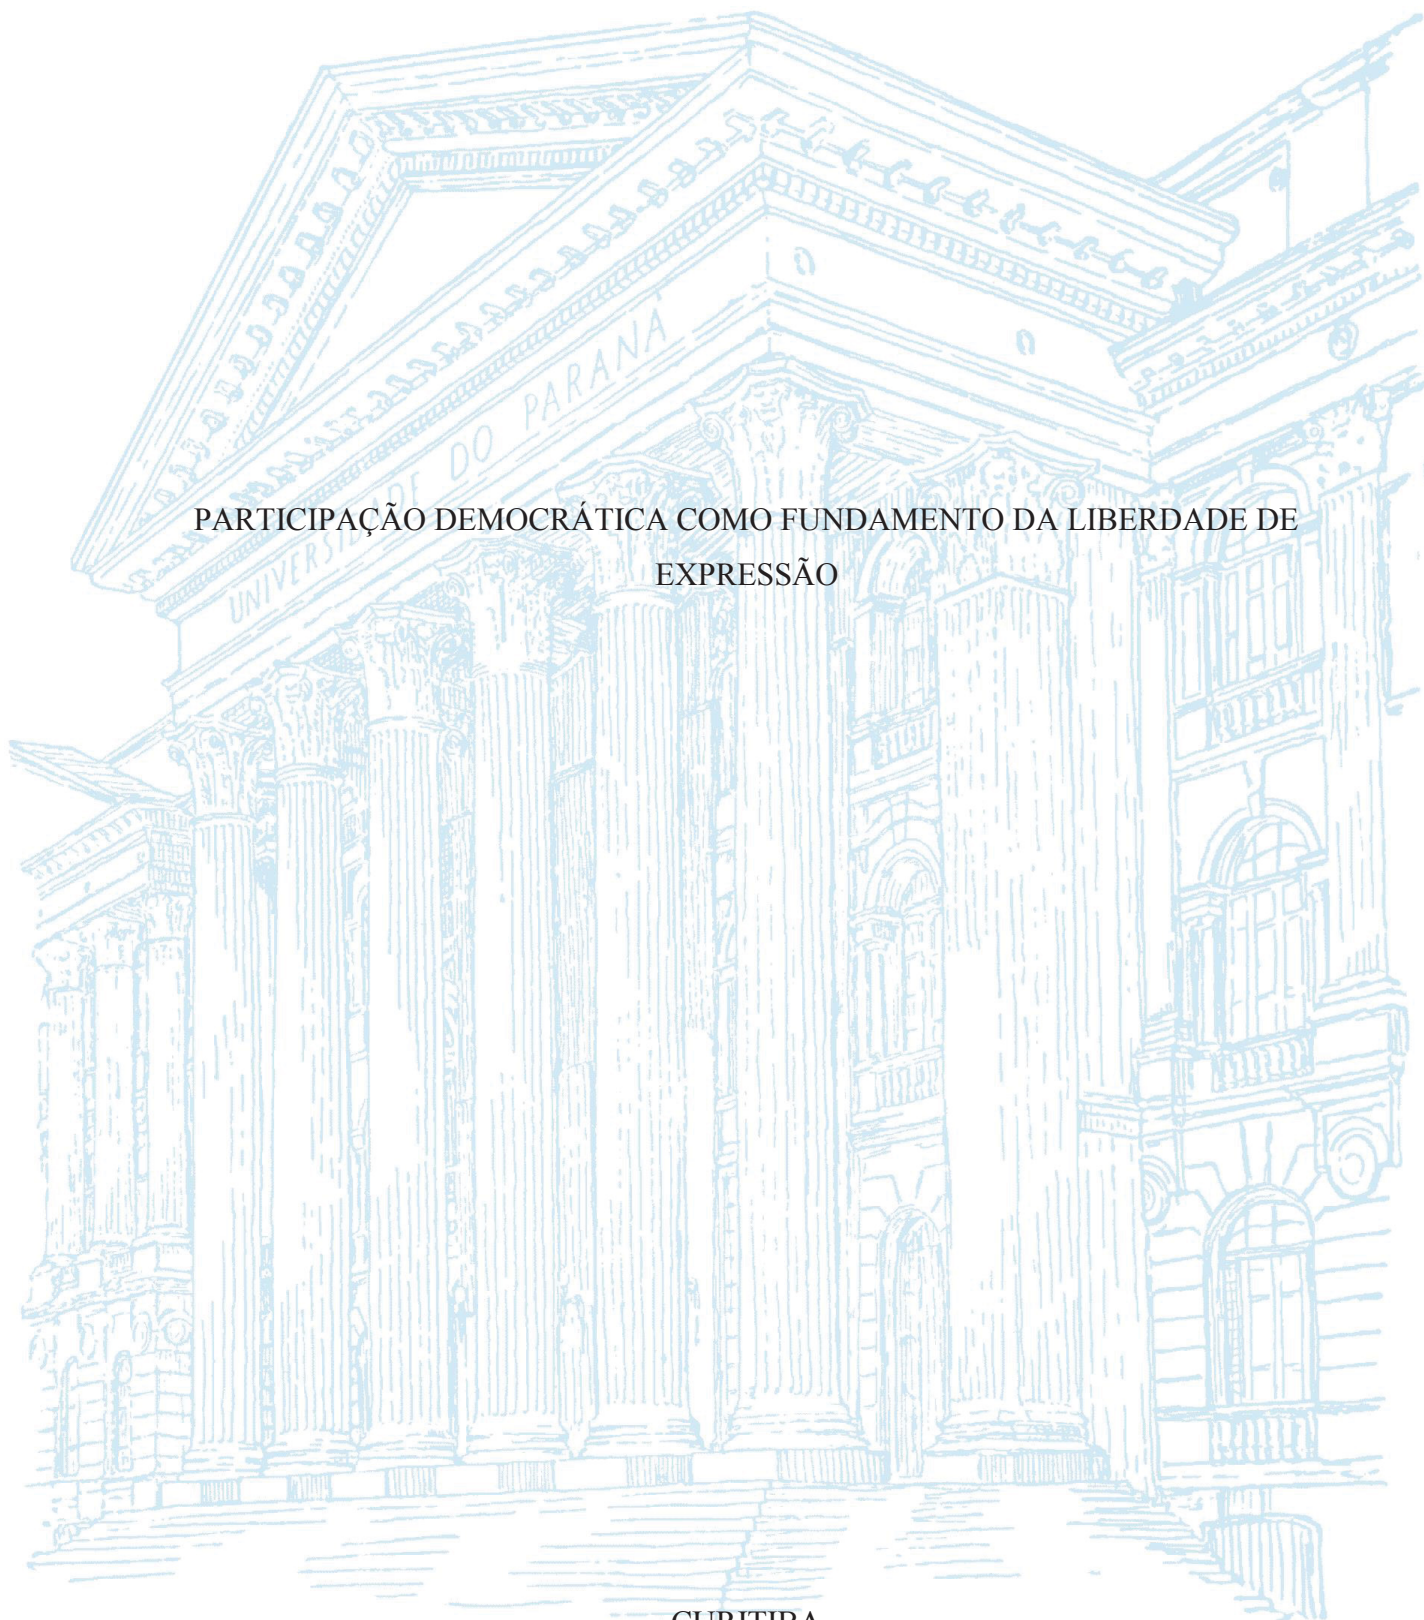 UNIVERSIDADE DO PARANÁ
PARTICIPAÇÃO DEMOCRÁTICA COMO FUNDAMENTO DA LIBERDADE DE
EXPRESSÃO
CURITIBA